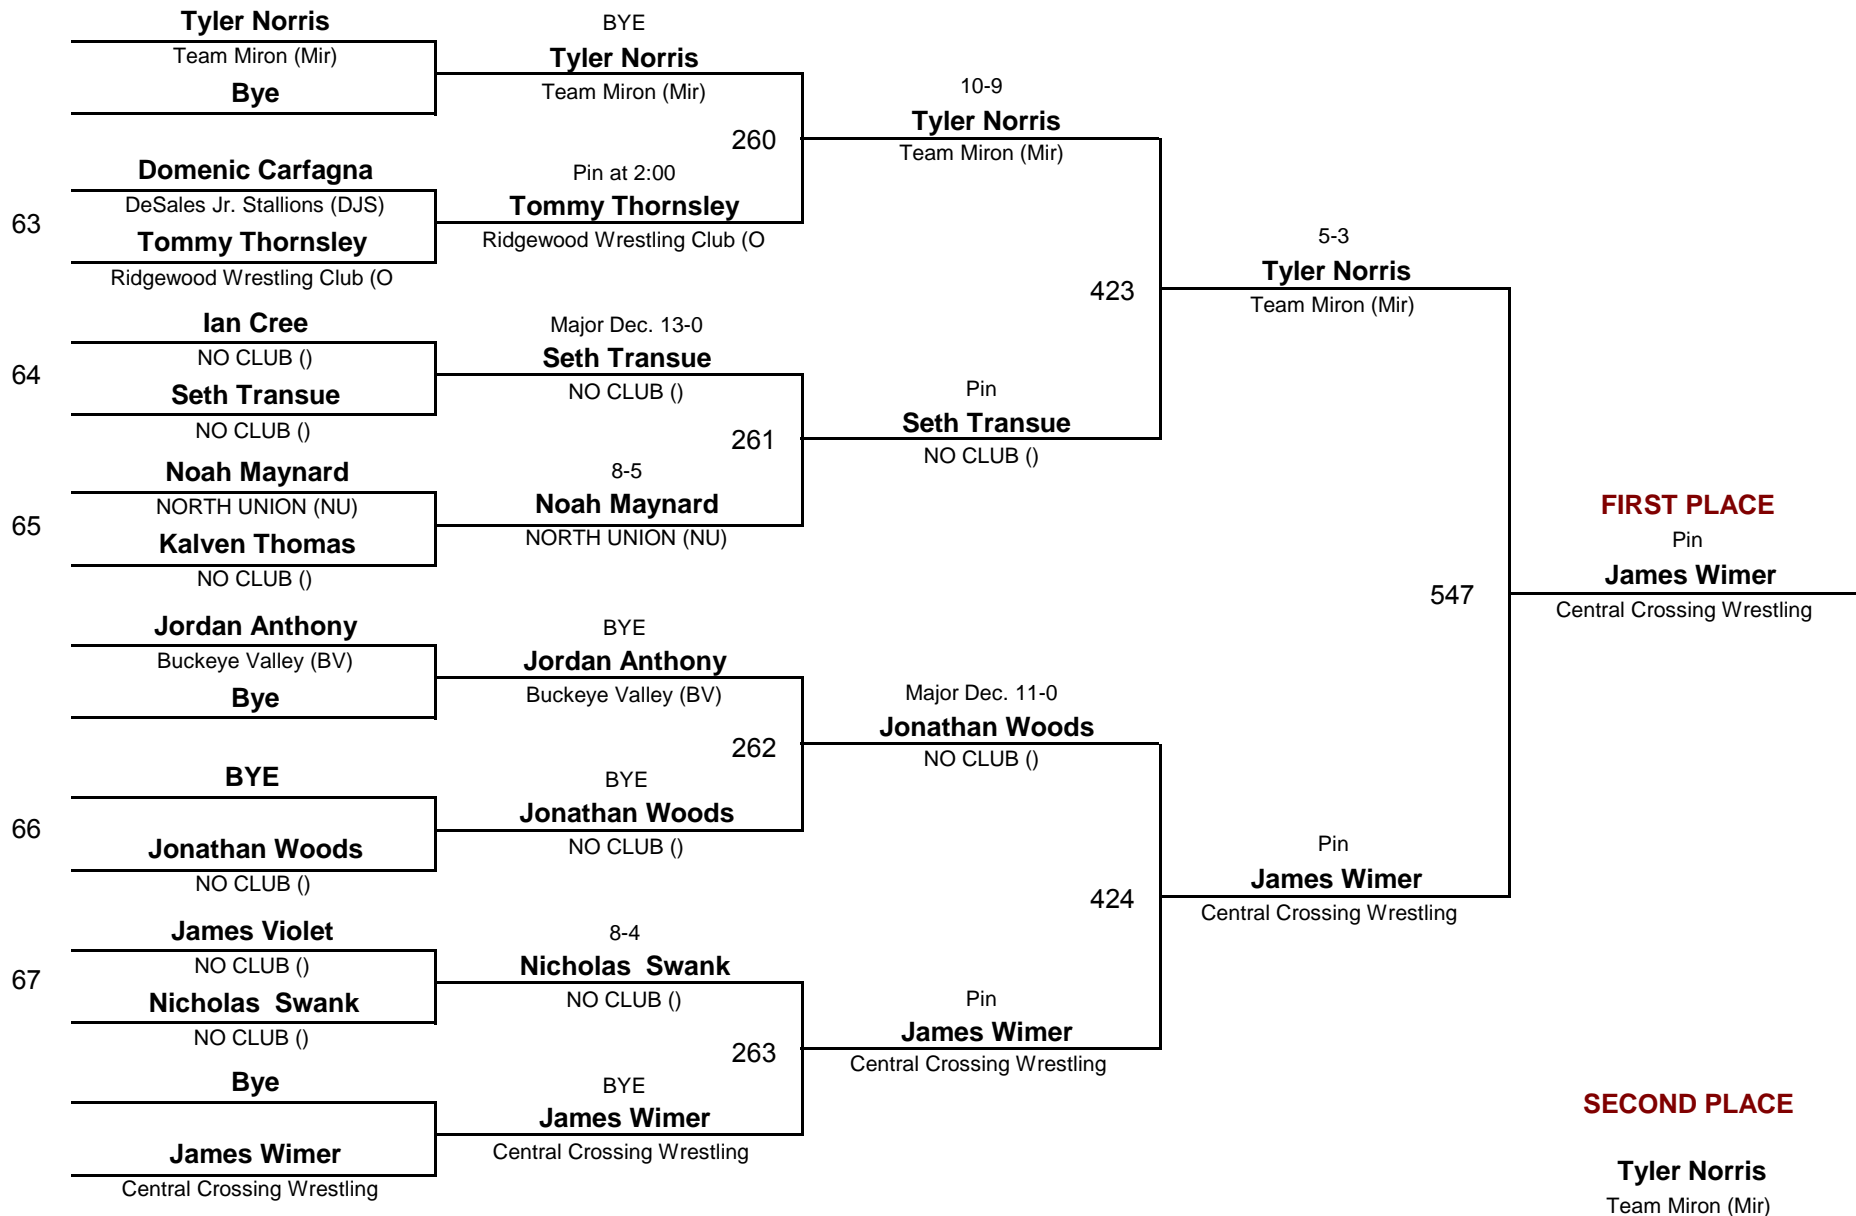 Tyler Norris
Team Miron (Mir)
Bye
63
Domenic Carfagna
DeSales Jr. Stallions (DJS)
Tommy Thornsley
Ridgewood Wrestling Club (O
64
Ian Cree
NO CLUB ()
Seth Transue
NO CLUB ()
65
Noah Maynard
NORTH UNION (NU)
Kalven Thomas
NO CLUB ()
Jordan Anthony
Buckeye Valley (BV)
Bye
66
BYE
Jonathan Woods
NO CLUB ()
67
James Violet
NO CLUB ()
Nicholas  Swank
NO CLUB ()
Bye
James Wimer
Central Crossing Wrestling
BYE
Tyler Norris
Team Miron (Mir)
260
Pin at 2:00
Tommy Thornsley
Ridgewood Wrestling Club (O
Major Dec. 13-0
Seth Transue
NO CLUB ()
261
8-5
Noah Maynard
NORTH UNION (NU)
BYE
Jordan Anthony
Buckeye Valley (BV)
262
BYE
Jonathan Woods
NO CLUB ()
8-4
Nicholas  Swank
NO CLUB ()
263
BYE
James Wimer
Central Crossing Wrestling
10-9
Tyler Norris
Team Miron (Mir)
423
Pin
Seth Transue
NO CLUB ()
Major Dec. 11-0
Jonathan Woods
NO CLUB ()
424
Pin
James Wimer
Central Crossing Wrestling
5-3
Tyler Norris
Team Miron (Mir)
547
Pin
James Wimer
Central Crossing Wrestling
FIRST PLACE
Pin
James Wimer
Central Crossing Wrestling
SECOND PLACE
Tyler Norris
Team Miron (Mir)